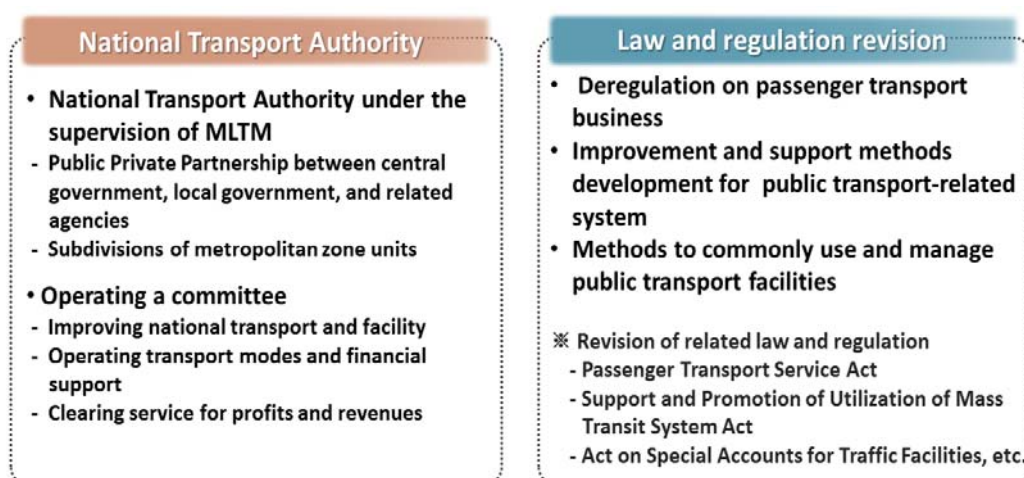 National Transport Authority
• National Transport Authority under the
supervision of MLTM
- Public Private Partnership between central
government, local government, and related
agencies
- Subdivisions of metropolitan zone units
• Operating a committee
- Improving national transport and facility
- Operating transport modes and financial
support
- Clearing service for profits and revenues
Law and regulation revision
• Deregulation on passenger transport
business
• Improvement and support methods
development for public transport-related
system
• Methods to commonly use and manage
public transport facilities
※ Revision of related law and regulation
- Passenger Transport Service Act
- Support and Promotion of Utilization of Mass
Transit System Act
- Act on Special Accounts for Traffic Facilities, etc.